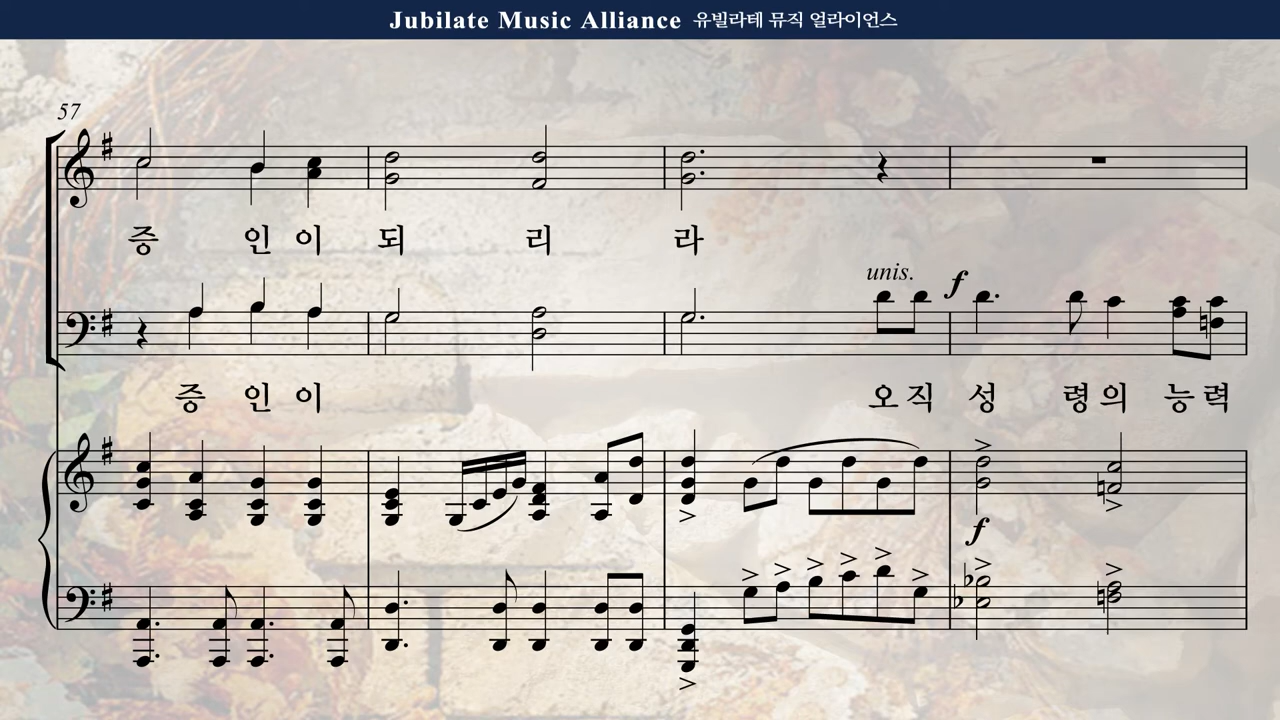 Jubilate Music Alliance 유빌라테 뮤직 얼라이언스
57
증 인 이 되 리 라
unis. f
증 인 이 오 직 성 령 의 능 력
f